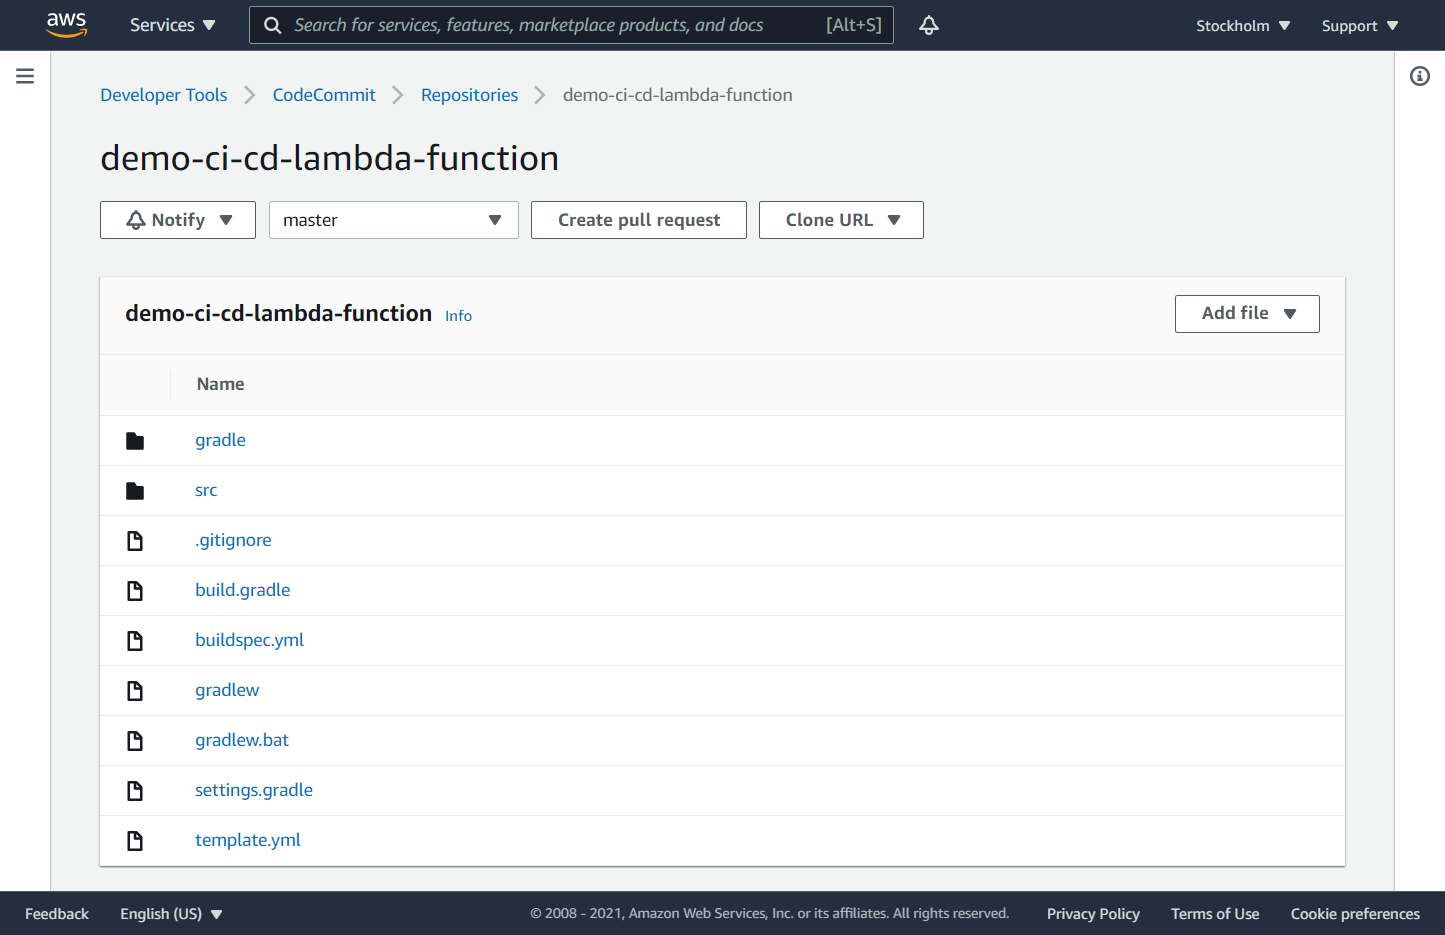 aws Services Search for services, features, marketplace products, and docs [Alt+S] Stockholm Support
Developer Tools CodeCommit Repositories demo-ci-cd-lambda-function
demo-ci-cd-lambda-function
Notify master Create pull request Clone URL
demo-ci-cd-lambda-function Info Add file
Name
gradle
src
.gitignore
build.gradle
buildspec.yml
gradlew
gradlew.bat
settings.gradle
template.yml
Feedback English (US) © 2008 - 2021, Amazon Web Services, Inc. or its affiliates. All rights reserved. Privacy Policy Terms of Use Cookie preferences